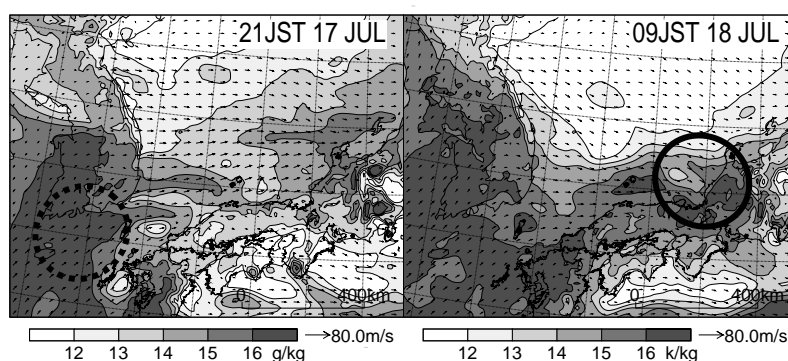 21JST 17 JUL
09JST 18 JUL
0 400km
0 400km
12 13 14 15 16 g/kg 80.0m/s
12 13 14 15 16 k/kg 80.0m/s